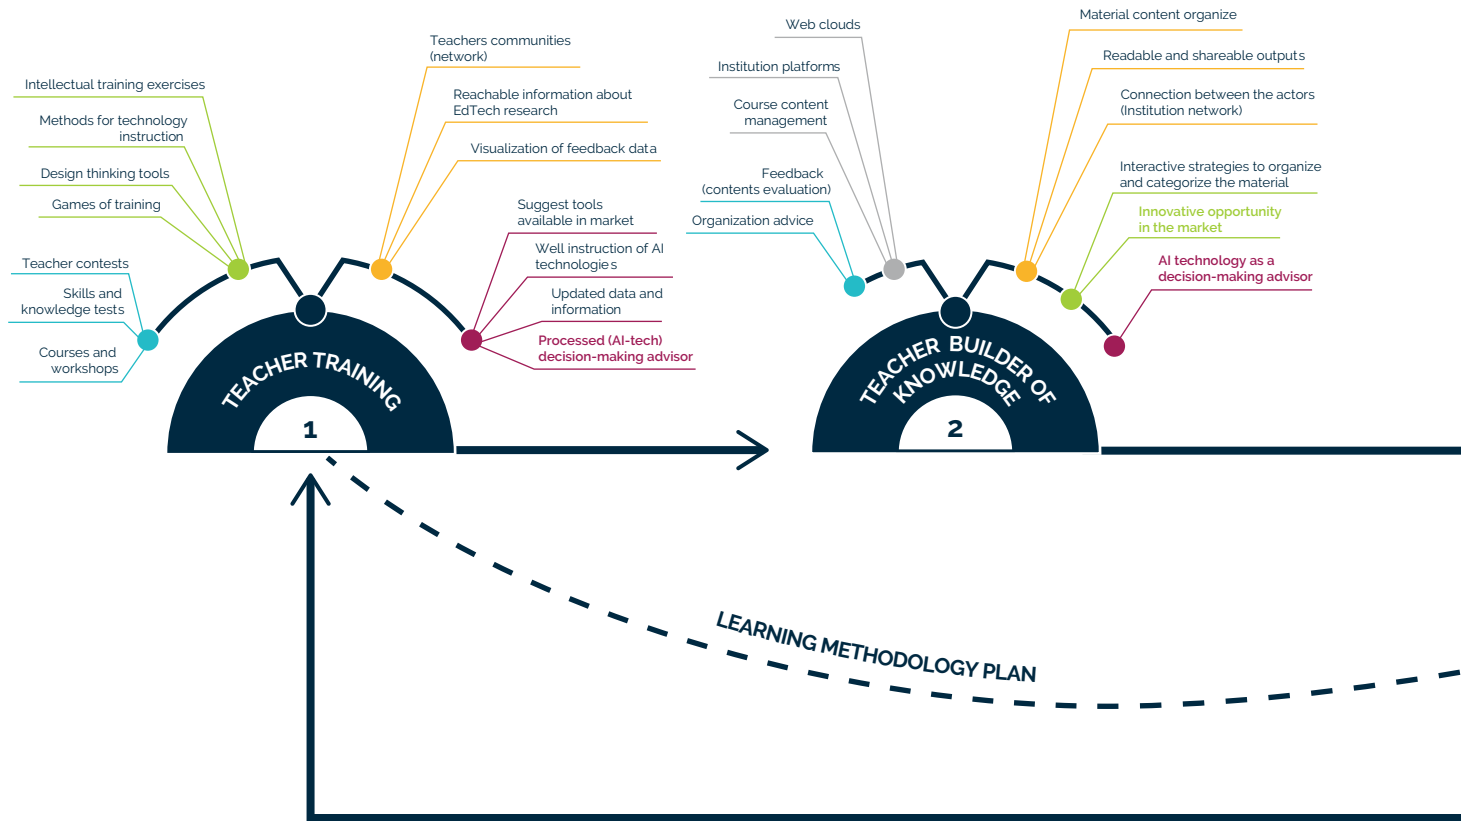 Intellectual training exercises
Methods for technology
instruction
Design thinking tools
Games of training
Teacher contests
Skills and
knowledge tests
Courses and
workshops
Teachers communities
(network)
Reachable information about
EdTech research
Visualization of feedback data
Suggest tools
available in market
Well instruction of AI
technologies
Updated data and
information
Processed (AI-tech)
decision-making advisor
TEACHER TRAINING
1
Web clouds
Institution platforms
Course content
management
Feedback
(contents evaluation)
Organization advice
Material content organize
Readable and shareable outputs
Connection between the actors
(Institution network)
Interactive strategies to organize
and categorize the material
Innovative opportunity
in the market
AI technology as a
decision-making advisor
TEACHER BUILDER OF
KNOWLEDGE
2
LEARNING METHODOLOGY PLAN